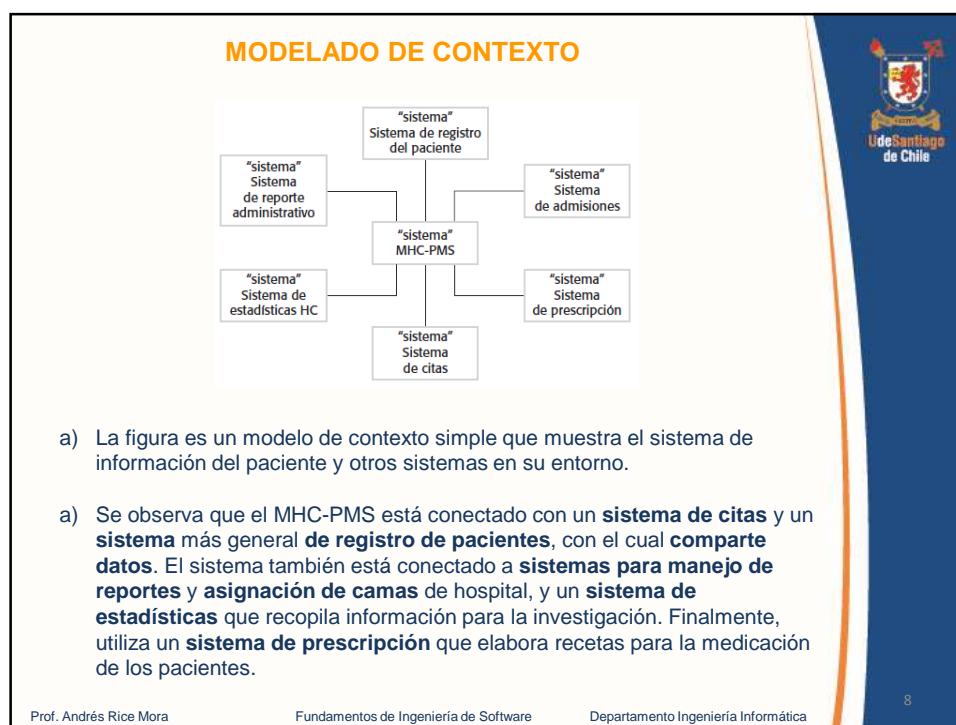 MODELADO DE CONTEXTO
"sistema"
Sistema de registro
del paciente
"sistema"
Sistema
de reporte
administrativo
"sistema"
Sistema
de admisiones
"sistema"
MHC-PMS
"sistema"
Sistema de
estadísticas HC
"sistema"
Sistema
de prescripción
"sistema"
Sistema
de citas
UdeSantiago
de Chile
a) La figura es un modelo de contexto simple que muestra el sistema de
información del paciente y otros sistemas en su entorno.
a) Se observa que el MHC-PMS está conectado con un sistema de citas y un
sistema más general de registro de pacientes, con el cual comparte
datos. El sistema también está conectado a sistemas para manejo de
reportes y asignación de camas de hospital, y un sistema de
estadísticas que recopila información para la investigación. Finalmente,
utiliza un sistema de prescripción que elabora recetas para la medicación
de los pacientes.
Prof. Andrés Rice Mora Fundamentos de Ingeniería de Software Departamento Ingeniería Informática
8